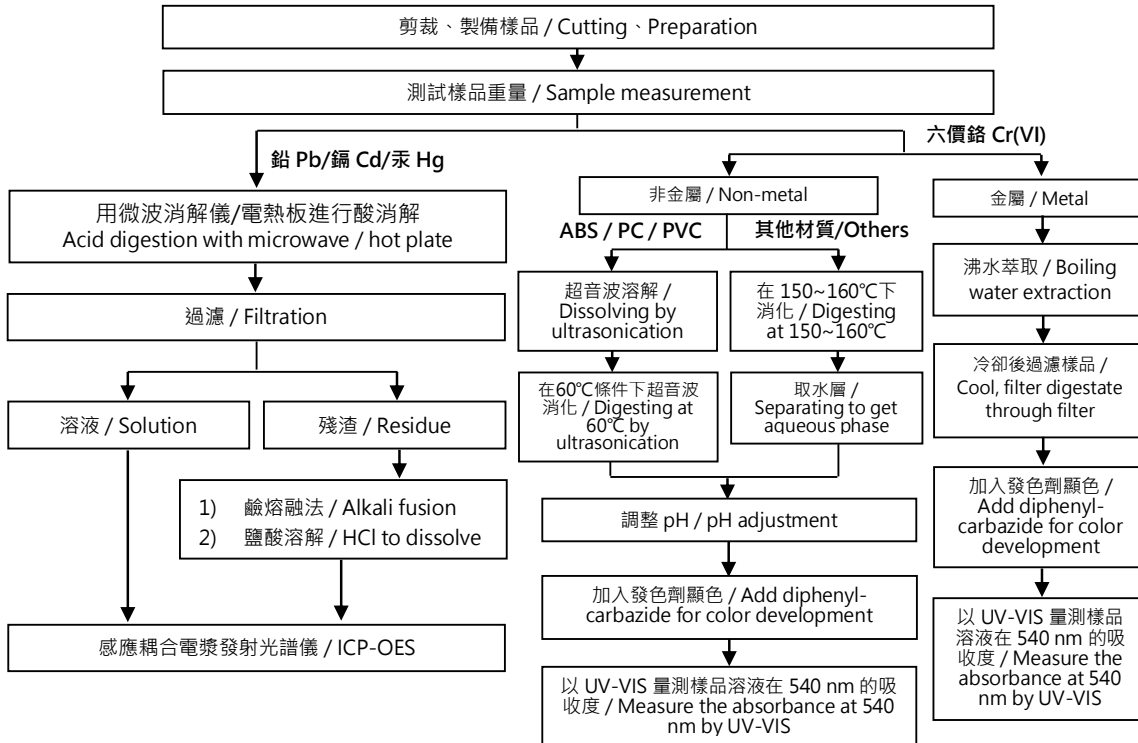 剪裁、製備樣品 / Cutting、Preparation
測試樣品重量 / Sample measurement
鉛 Pb/鎘 Cd/汞 Hg
六價鉻 Cr(VI)
用微波消解儀/電熱板進行酸消解
Acid digestion with microwave / hot plate
過濾 / Filtration
溶液 / Solution
殘渣 / Residue
1) 鹼熔融法 / Alkali fusion
2) 鹽酸溶解 / HCl to dissolve
感應耦合電漿發射光譜儀 / ICP-OES
非金屬 / Non-metal
ABS / PC / PVC
其他材質/Others
超音波溶解 /
Dissolving by
ultrasonication
在60℃條件下超音波
消化 / Digesting at
60℃ by
ultrasonication
在 150~160℃下
消化 / Digesting
at 150~160℃
取水層 /
Separating to get
aqueous phase
調整 pH / pH adjustment
加入發色劑顯色 / Add diphenyl-
carbazide for color development
以 UV-VIS 量測樣品溶液在 540 nm 的吸
收度 / Measure the absorbance at 540
nm by UV-VIS
金屬 / Metal
沸水萃取 / Boiling
water extraction
冷卻後過濾樣品 /
Cool, filter digestate
through filter
加入發色劑顯色 /
Add diphenyl-
carbazide for color
development
以 UV-VIS 量測樣品
溶液在 540 nm 的吸
收度 / Measure the
absorbance at 540
nm by UV-VIS